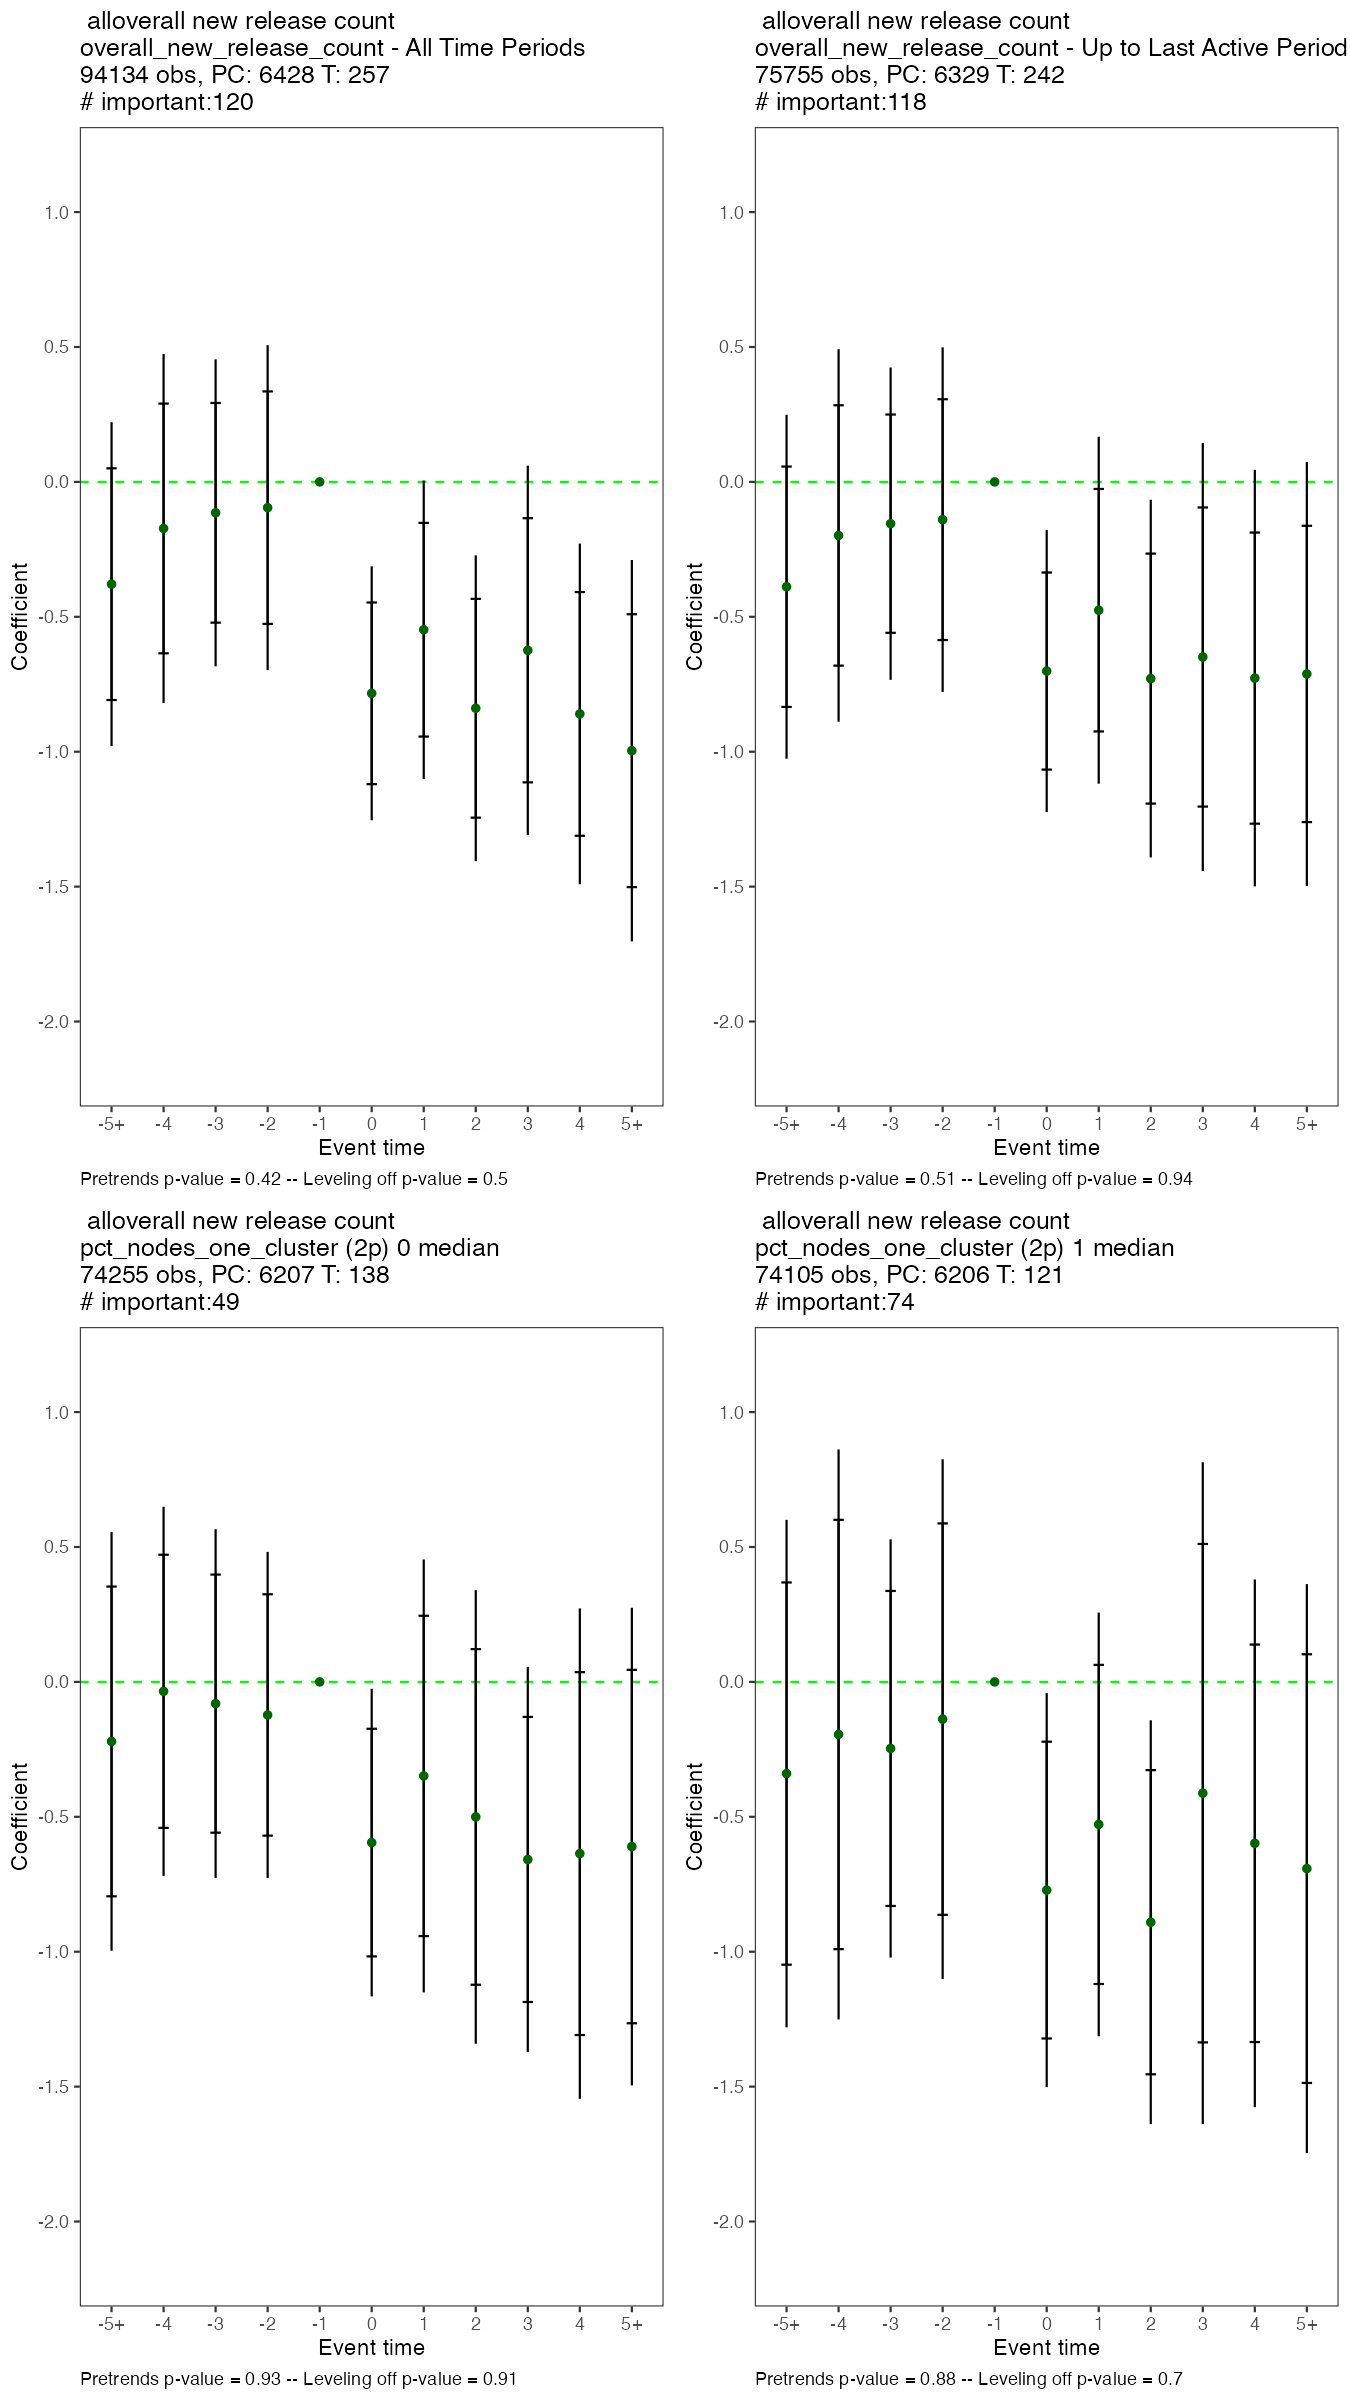 alloverall new release count
overall_new_release_count - All Time Periods
94134 obs, PC: 6428 T: 257
# important:120
1.0
0.5
0.0
-0.5
-1.0
-1.5
-2.0
Coefficient
-5+ -4 -3 -2 -1 0 1 2 3 4 5+
Event time
Pretrends p-value = 0.42 -- Leveling off p-value = 0.5
alloverall new release count
overall_new_release_count - Up to Last Active Period
75755 obs, PC: 6329 T: 242
# important:118
1.0
0.5
0.0
-0.5
-1.0
-1.5
-2.0
Coefficient
-5+ -4 -3 -2 -1 0 1 2 3 4 5+
Event time
Pretrends p-value = 0.51 -- Leveling off p-value = 0.94
alloverall new release count
pct_nodes_one_cluster (2p) 0 median
74255 obs, PC: 6207 T: 138
# important:49
1.0
0.5
0.0
-0.5
-1.0
-1.5
-2.0
Coefficient
-5+ -4 -3 -2 -1 0 1 2 3 4 5+
Event time
Pretrends p-value = 0.93 -- Leveling off p-value = 0.91
alloverall new release count
pct_nodes_one_cluster (2p) 1 median
74105 obs, PC: 6206 T: 121
# important:74
1.0
0.5
0.0
-0.5
-1.0
-1.5
-2.0
Coefficient
-5+ -4 -3 -2 -1 0 1 2 3 4 5+
Event time
Pretrends p-value = 0.88 -- Leveling off p-value = 0.7